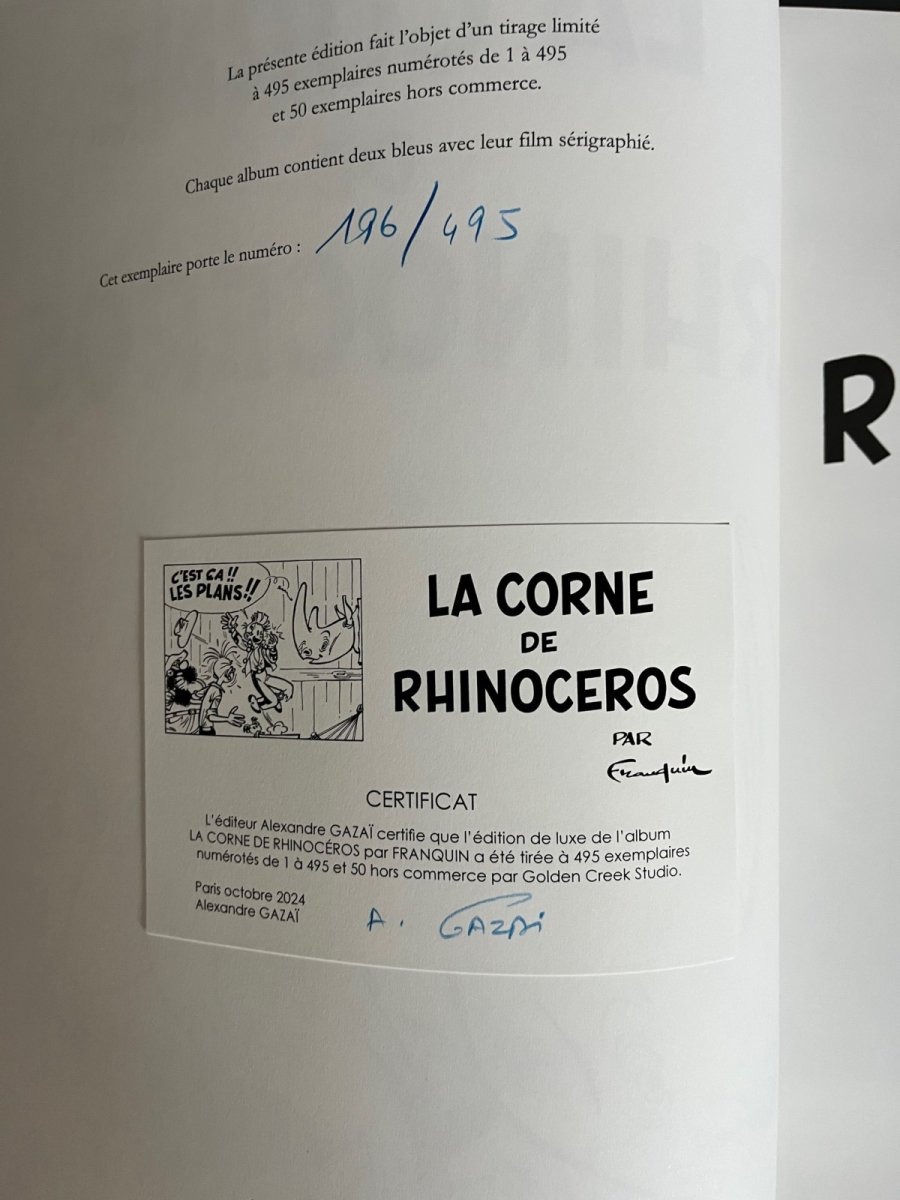 La présente édition fait l'objet d'un tirage limité
à 495 exemplaires numérotés de 1 à 495
et 50 exemplaires hors commerce.
Chaque album contient deux bleus avec leur film sérigraphié.
Cet exemplaire porte le numéro : 196/495
R
C'EST ÇA !!
LES PLANS !!
LA CORNE
DE
RHINOCEROS
PAR
Franquin
CERTIFICAT
L'éditeur Alexandre GAZAÏ certifie que l'édition de luxe de l'album
LA CORNE DE RHINOCÉROS par FRANQUIN a été tirée à 495 exemplaires
numérotés de 1 à 495 et 50 hors commerce par Golden Creek Studio.
Paris octobre 2024
Alexandre GAZAÏ
A. GAZAï